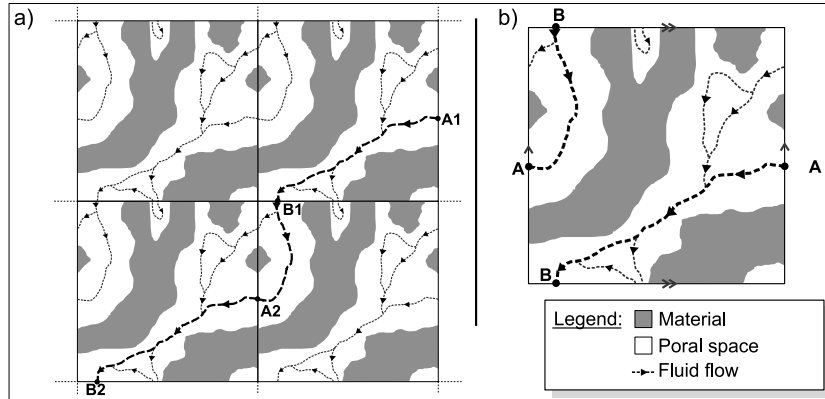 a)
A1
B1
A2
B2
b)
B
A
A
B
Legend:
Material
Poral space
Fluid flow